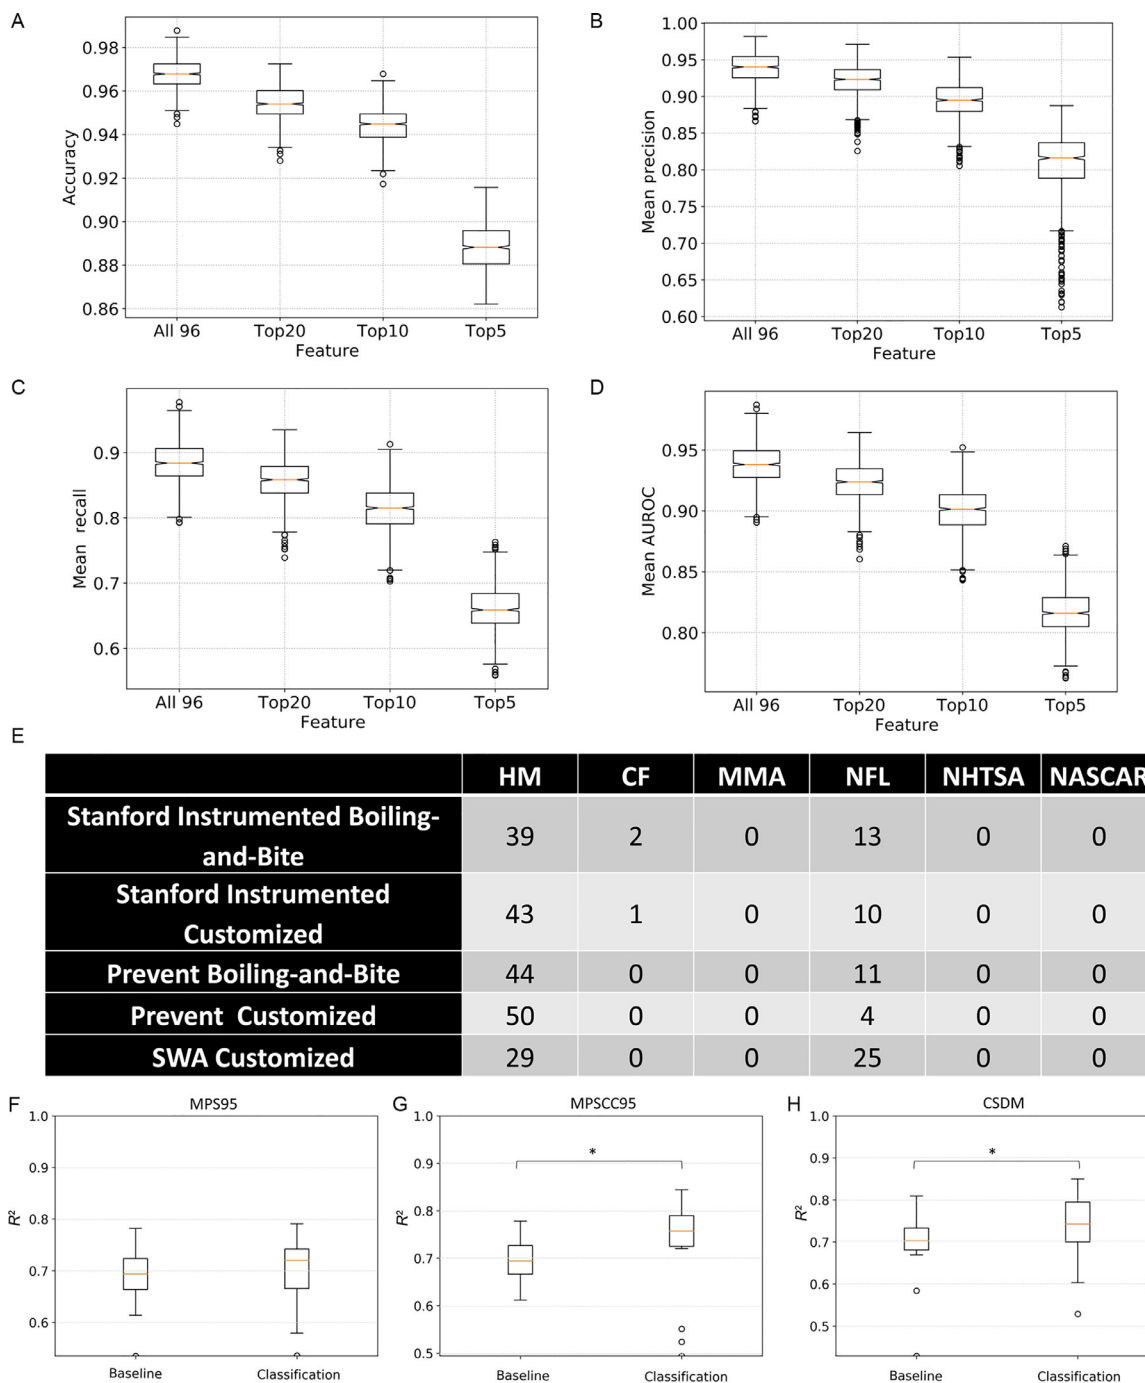 A
Accuracy
0.98
0.96
0.94
0.92
0.90
0.88
0.86
All 96 Top20 Top10 Top5
Feature
B
Mean precision
1.00
0.95
0.90
0.85
0.80
0.75
0.70
0.65
0.60
All 96 Top20 Top10 Top5
Feature
C
Mean recall
0.9
0.8
0.7
0.6
All 96 Top20 Top10 Top5
Feature
D
Mean AUROC
0.95
0.90
0.85
0.80
All 96 Top20 Top10 Top5
Feature
E
HM CF MMA NFL NHTSA NASCAR
Stanford Instrumented Boiling-
and-Bite
39 2 0 13 0 0
Stanford Instrumented
Customized
43 1 0 10 0 0
Prevent Boiling-and-Bite 44 0 0 11 0 0
Prevent Customized 50 0 0 4 0 0
SWA Customized 29 0 0 25 0 0
F
MPS95
R²
1.0
0.9
0.8
0.7
0.6
Baseline Classification
G
MPSCC95
R²
1.0
0.9
0.8
0.7
0.6
0.5
*
Baseline Classification
H
CSDM
R²
1.0
0.9
0.8
0.7
0.6
0.5
*
Baseline Classification